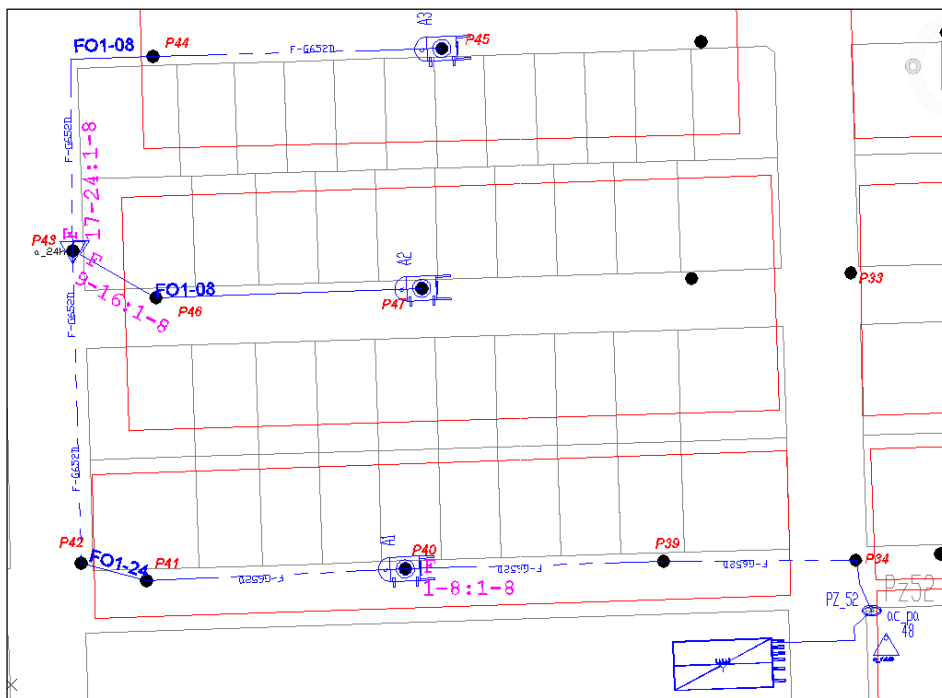 A3
P44
P45
FO1-08
F-G652D
F-G652D
17-24:1-8
F
P43
A2
F
9-16:1-8
FO1-08
P46
P47
P33
F-G652D
F-G652D
P42
FO1-24
P41
A1
P40
P39
P34
F
1-8:1-8
F-G652D
F-G652D
F-G652D
Pz52
PZ_52
ac_pa
48